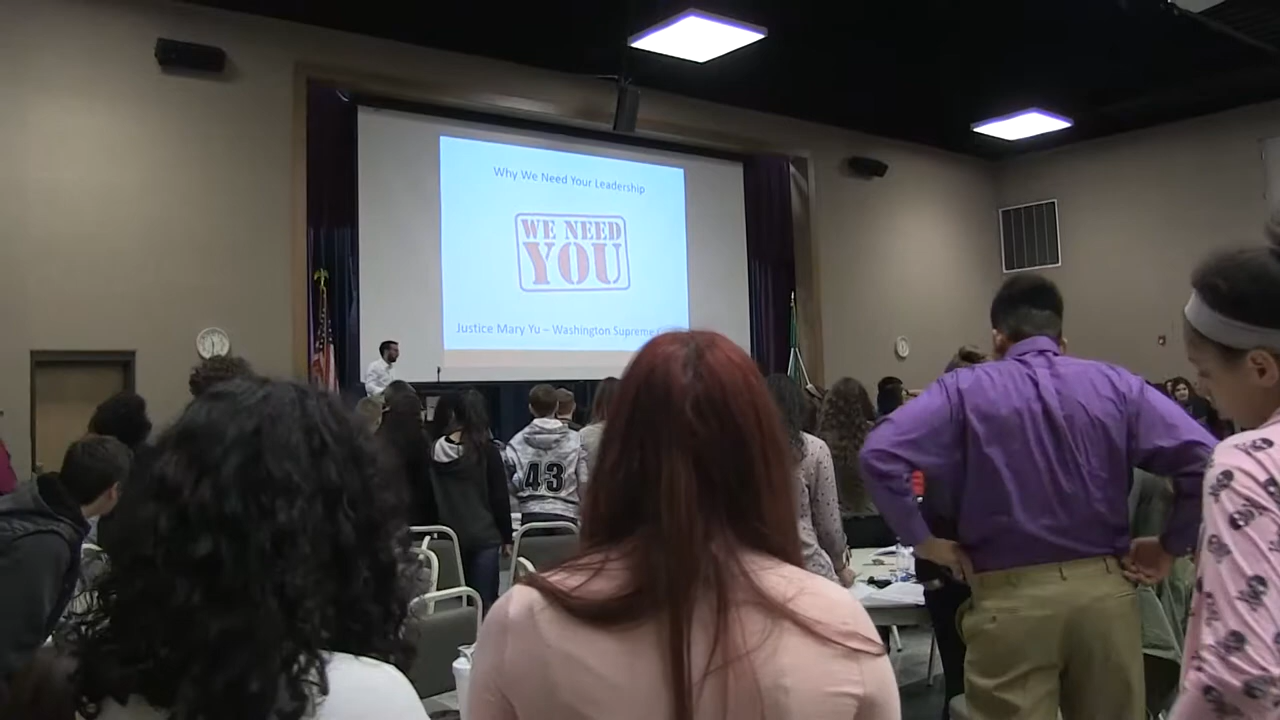 Why We Need Your Leadership
WE NEED
YOU
Justice Mary Yu – Washington Supreme
43